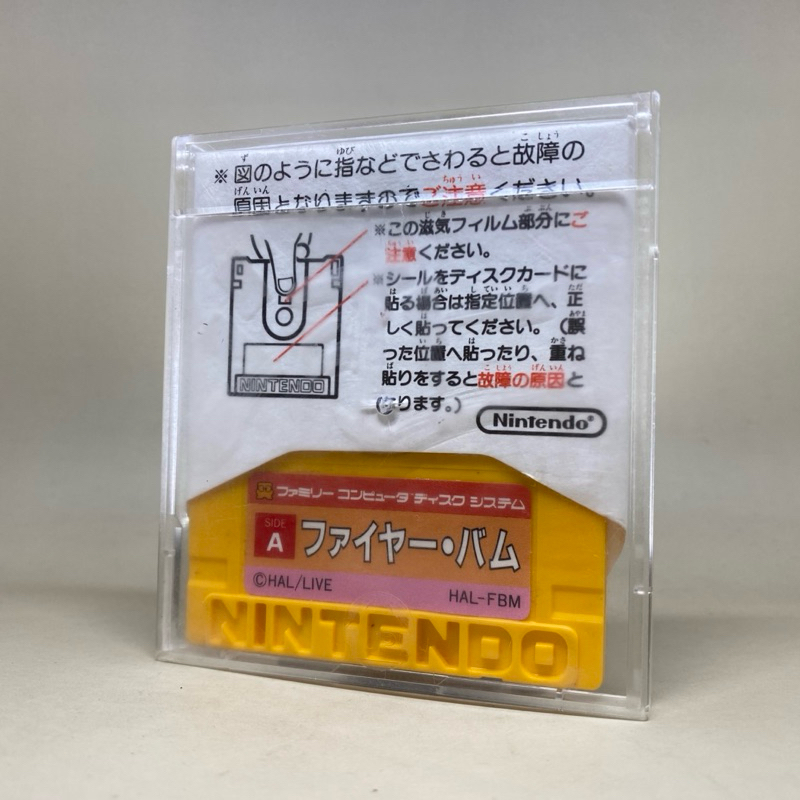 ※図のように指などでさわると故障の
原因となりますのでご注意ください。
※この磁気フィルム部分にご
注意ください。
※シールをディスクカードに
貼る場合は指定位置へ、正
しく貼ってください。(誤
った位置へ貼ったり、重ね
貼りをすると故障の原因と
なります。)
NINTENDO
Nintendo®
ファミリー コンピュータ ディスク システム
SIDE
A
ファイヤー・バム
©HAL/LIVE
HAL-FBM
NINTENDO